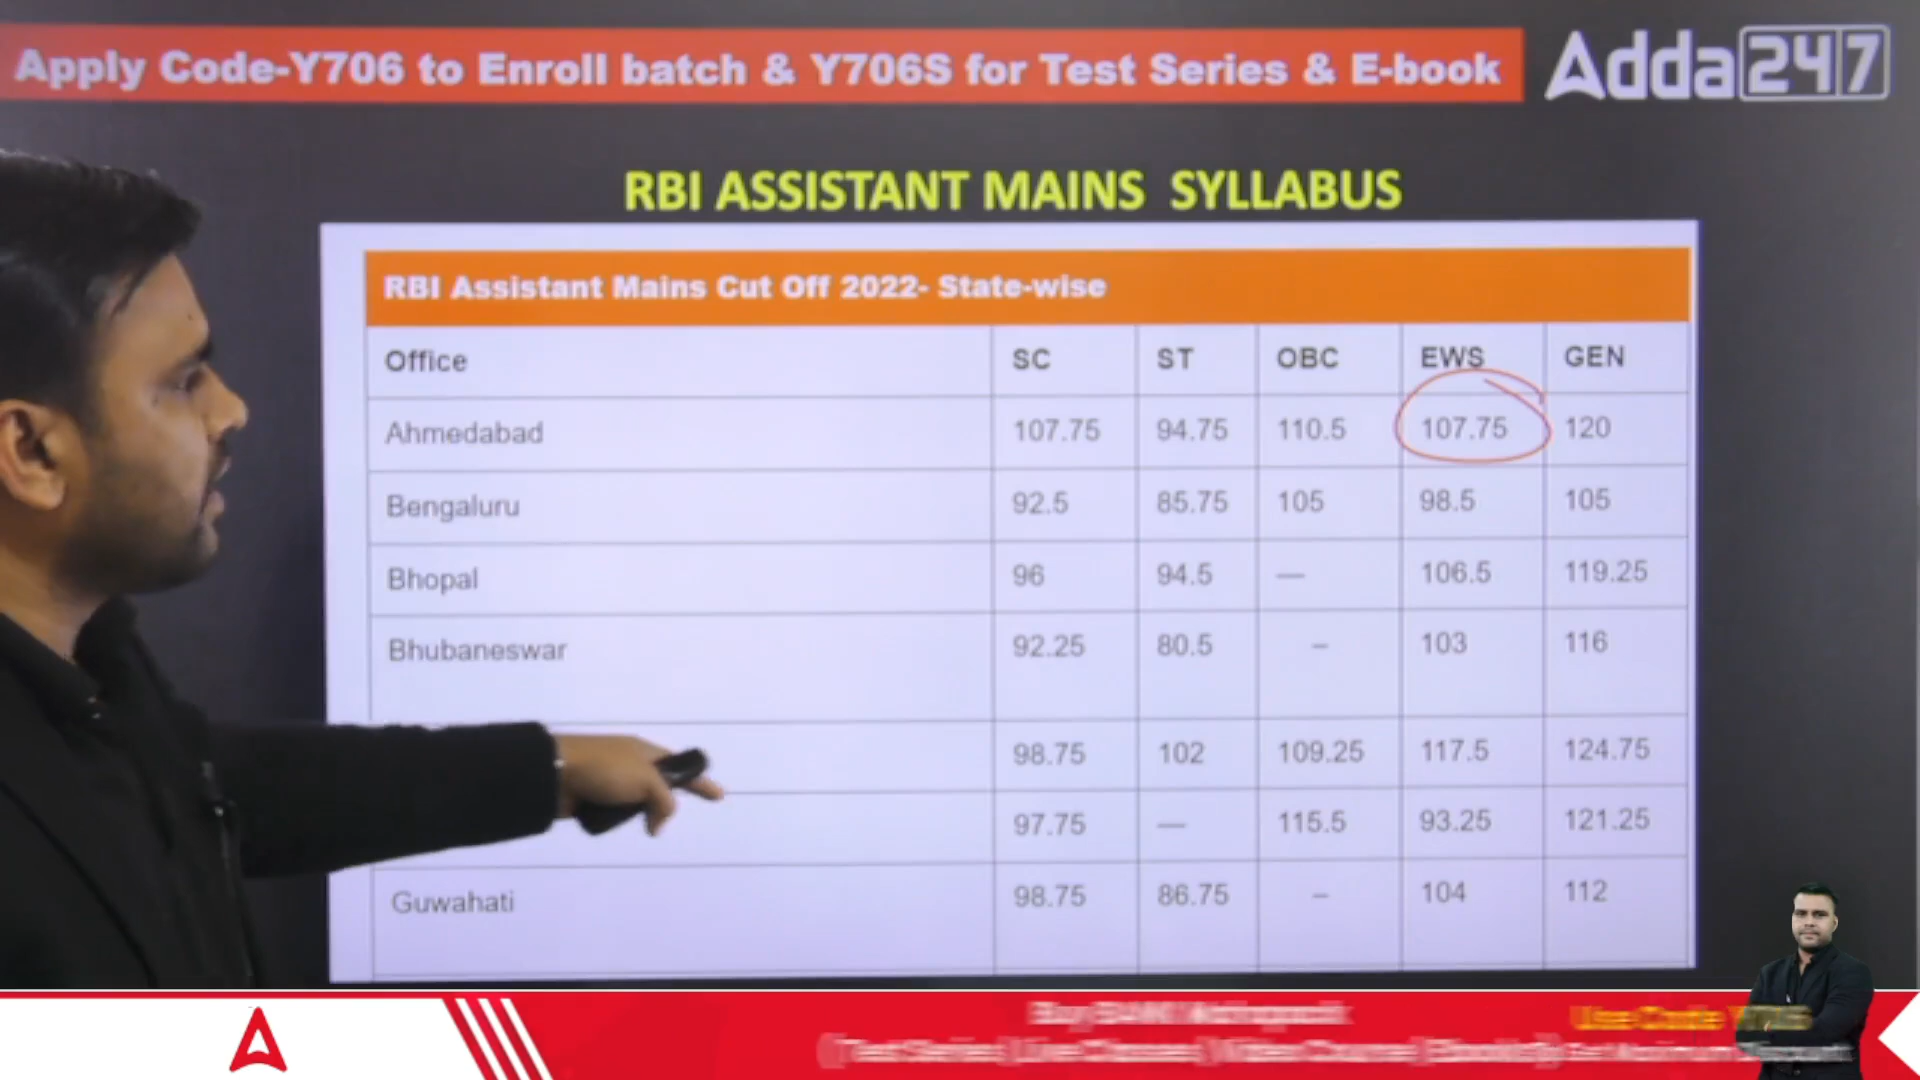 Apply Code-Y706 to Enroll batch & Y706S for Test Series & E-book
Adda247
RBI ASSISTANT MAINS SYLLABUS
RBI Assistant Mains Cut Off 2022- State-wise
Office SC ST OBC EWS GEN
Ahmedabad 107.75 94.75 110.5 107.75 120
Bengaluru 92.5 85.75 105 98.5 105
Bhopal 96 94.5 — 106.5 119.25
Bhubaneswar 92.25 80.5 – 103 116
98.75 102 109.25 117.5 124.75
97.75 — 115.5 93.25 121.25
Guwahati 98.75 86.75 – 104 112
Use Code
(Test Series